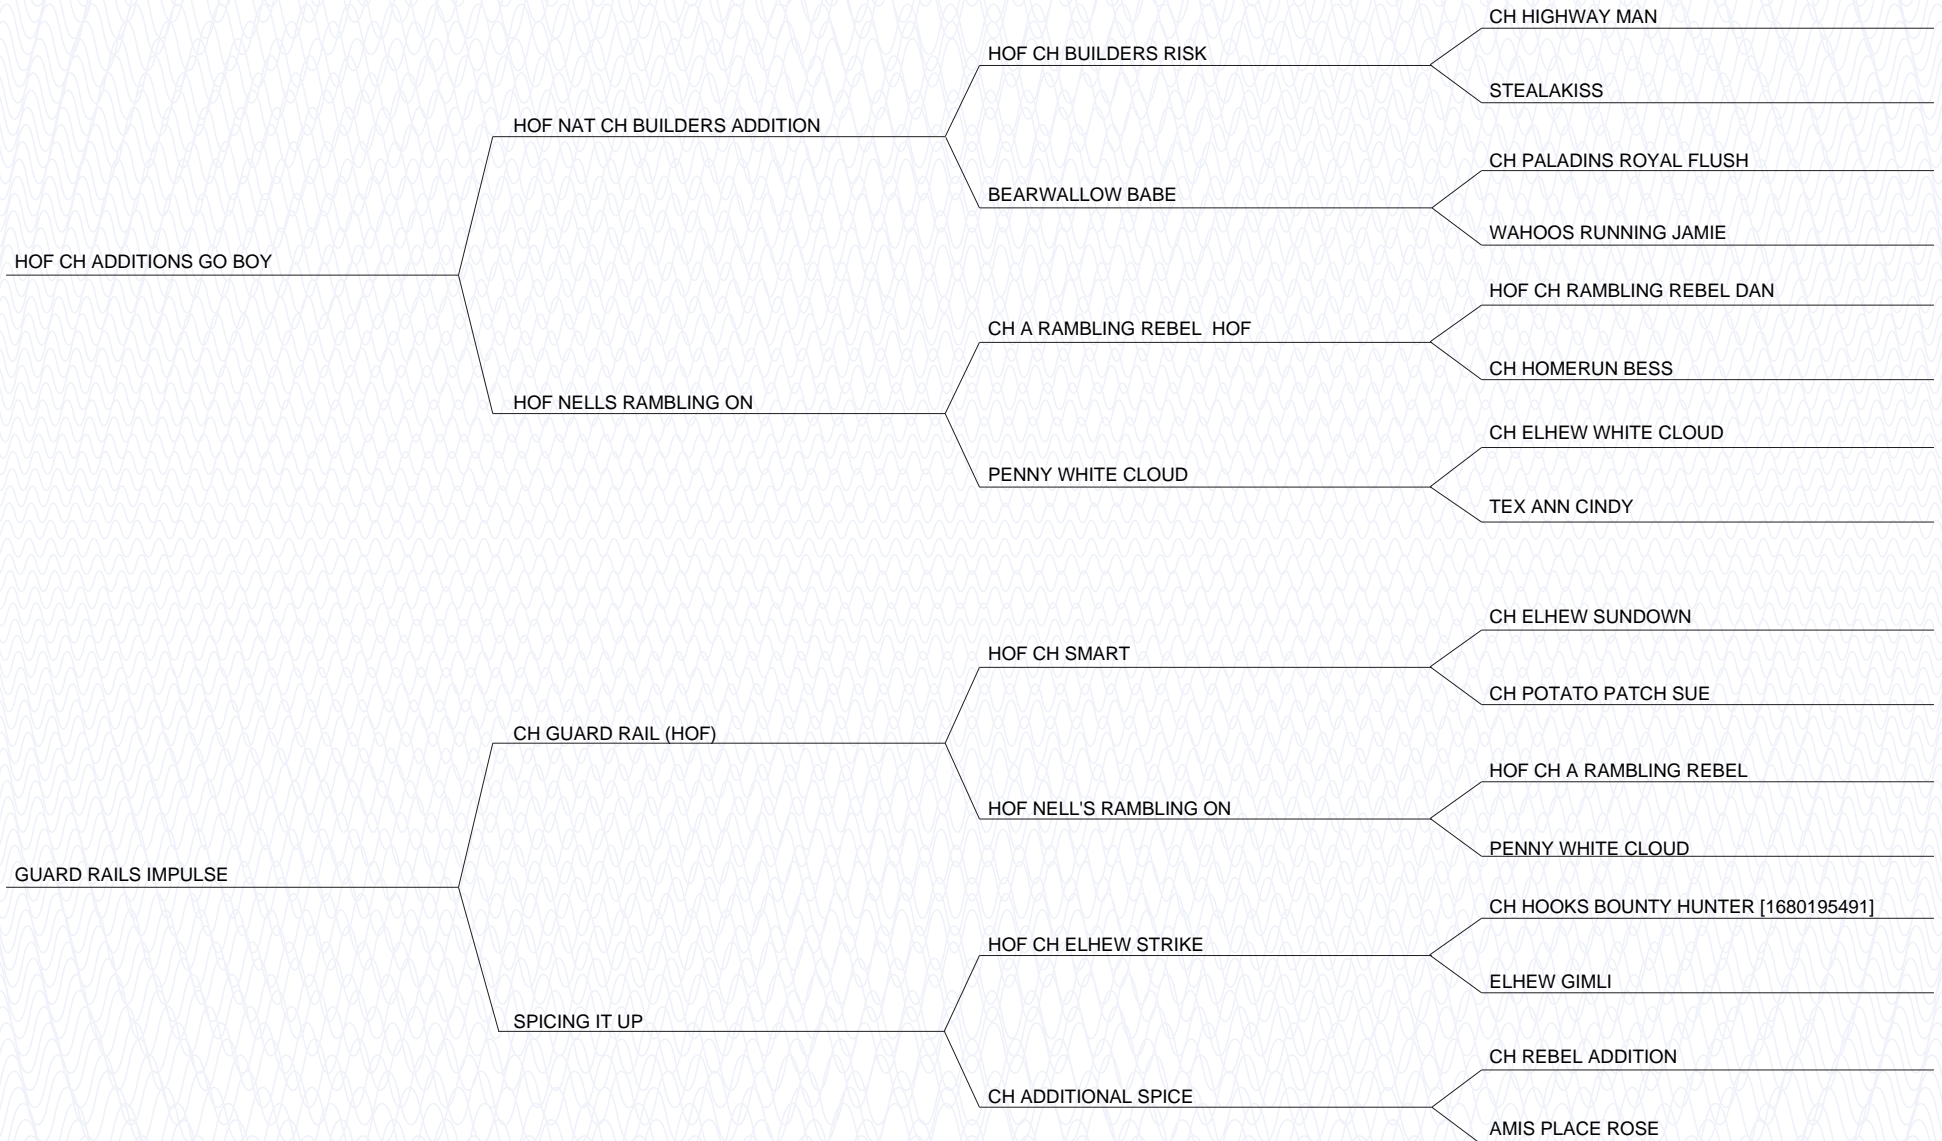 CH HIGHWAY MAN
HOF CH BUILDERS RISK
STEALAKISS
HOF NAT CH BUILDERS ADDITION
CH PALADINS ROYAL FLUSH
BEARWALLOW BABE
WAHOOS RUNNING JAMIE
HOF CH ADDITIONS GO BOY
HOF CH RAMBLING REBEL DAN
CH A RAMBLING REBEL  HOF
CH HOMERUN BESS
HOF NELLS RAMBLING ON
CH ELHEW WHITE CLOUD
PENNY WHITE CLOUD
TEX ANN CINDY
CH ELHEW SUNDOWN
HOF CH SMART
CH POTATO PATCH SUE
CH GUARD RAIL (HOF)
HOF CH A RAMBLING REBEL
HOF NELL'S RAMBLING ON
PENNY WHITE CLOUD
GUARD RAILS IMPULSE
CH HOOKS BOUNTY HUNTER [1680195491]
HOF CH ELHEW STRIKE
ELHEW GIMLI
SPICING IT UP
CH REBEL ADDITION
CH ADDITIONAL SPICE
AMIS PLACE ROSE